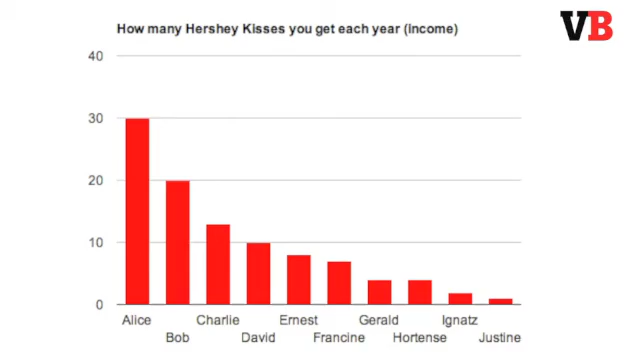 How many Hershey Kisses you get each year (income)
VB
40
30
20
10
0
Alice
Bob
Charlie
David
Ernest
Francine
Gerald
Hortense
Ignatz
Justine